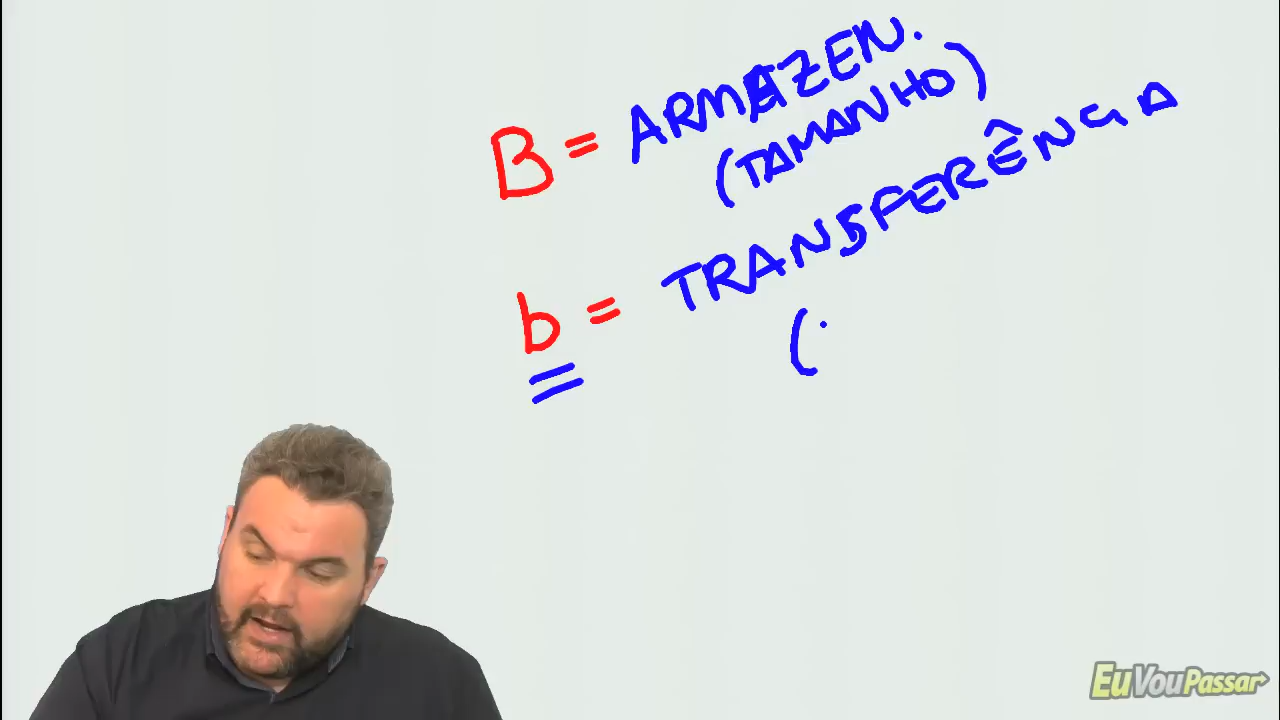 B = ARMAZEN.
(TAMANHO)
b = TRANSFERÊNCIA
(
EuVouPassar